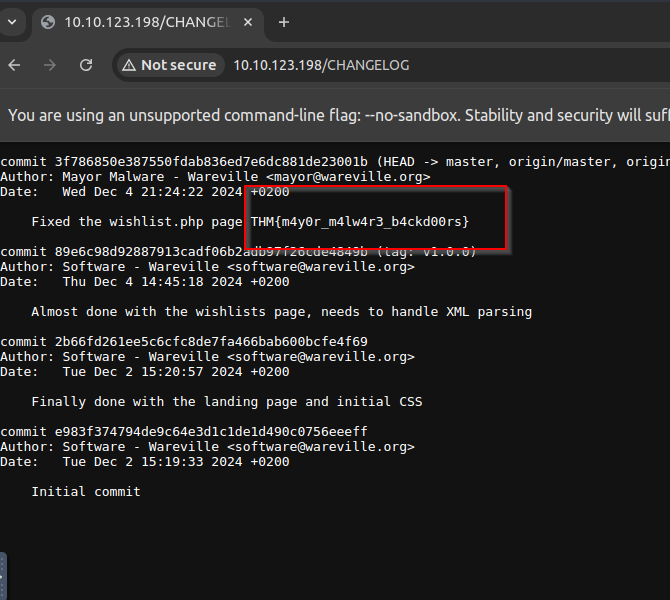 10.10.123.198/CHANGELOG
Not secure 10.10.123.198/CHANGELOG
You are using an unsupported command-line flag: --no-sandbox. Stability and security will suff
commit 3f786850e387550fdab836ed7e6dc881de23001b (HEAD -> master, origin/master, origin
Author: Mayor Malware - Wareville <mayor@wareville.org>
Date: Wed Dec 4 21:24:22 2024 +0200
Fixed the wishlist.php page THM{m4y0r_m4lw4r3_b4ckd00rs}
commit 89e6c98d92887913cadf06b2adb97f26cde4849b (tag: v1.0.0)
Author: Software - Wareville <software@wareville.org>
Date: Thu Dec 4 14:45:18 2024 +0200
Almost done with the wishlists page, needs to handle XML parsing
commit 2b66fd261ee5c6cfc8de7fa466bab600bcfe4f69
Author: Software - Wareville <software@wareville.org>
Date: Tue Dec 2 15:20:57 2024 +0200
Finally done with the landing page and initial CSS
commit e983f374794de9c64e3d1c1de1d490c0756eeeff
Author: Software - Wareville <software@wareville.org>
Date: Tue Dec 2 15:19:33 2024 +0200
Initial commit